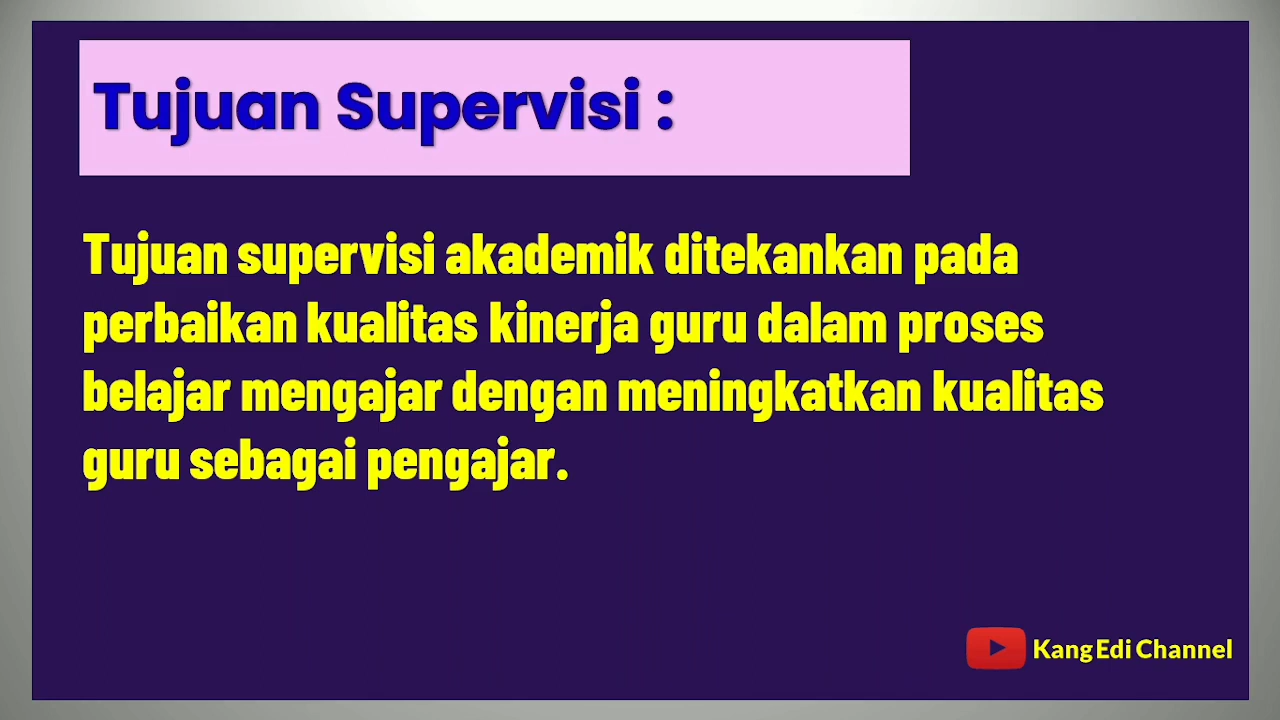 Tujuan Supervisi :
Tujuan supervisi akademik ditekankan pada
perbaikan kualitas kinerja guru dalam proses
belajar mengajar dengan meningkatkan kualitas
guru sebagai pengajar.
Kang Edi Channel